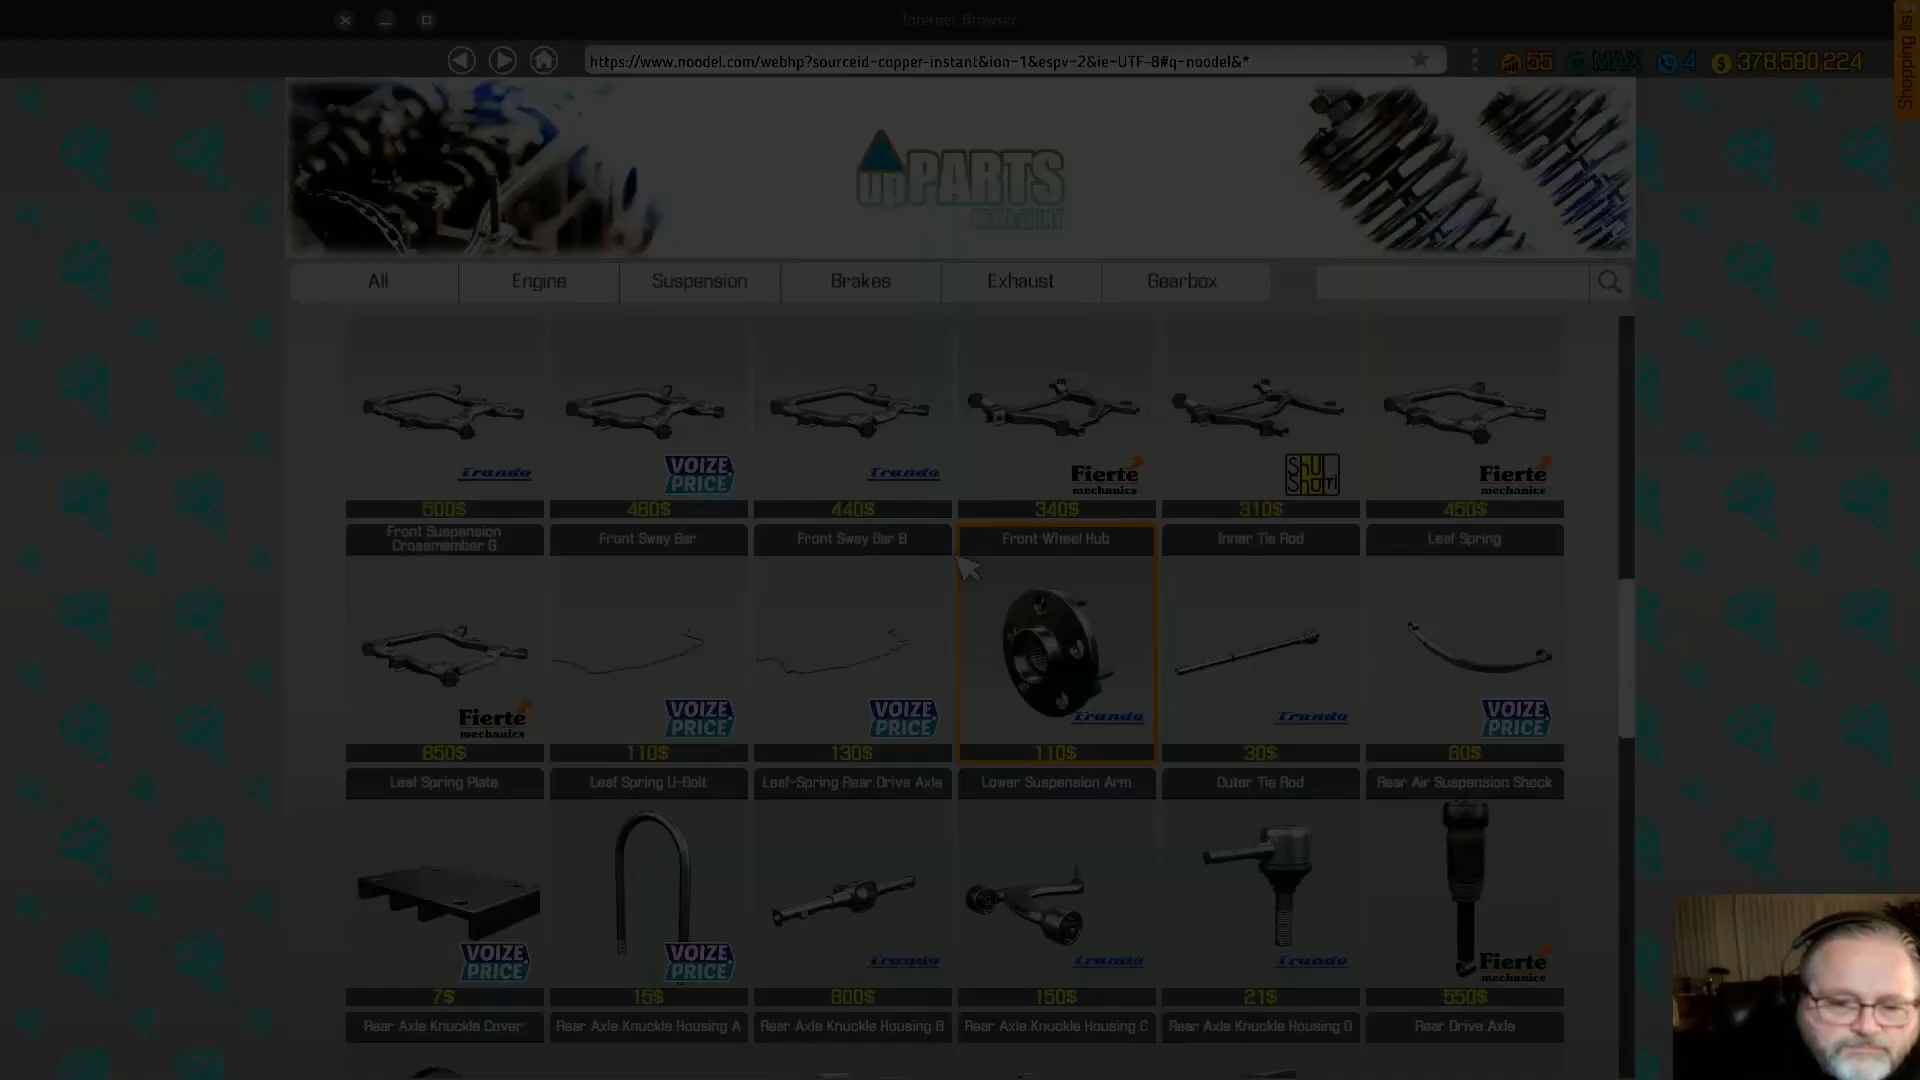 Internet Browser
Shopping list
https://www.noodel.com/webhp?sourceid-copper-instant&ion-1&espv-2&ie-UTF-8#q-noodel&*
55 MAX 4 $ 378,580,224
upPARTS
All Engine Suspension Brakes Exhaust Gearbox
Trando VOIZE PRICE Trando Fierte mechanics Shul Shurri Fierte mechanics
500$ 480$ 440$ 340$ 310$ 450$
Front Suspension Crossmember G Front Sway Bar Front Sway Bar B Front Wheel Hub Inner Tie Rod Leaf Spring
Fierte mechanics VOIZE PRICE VOIZE PRICE Trando Trando VOIZE PRICE
850$ 110$ 130$ 110$ 30$ 60$
Leaf Spring Plate Leaf Spring U-Bolt Leaf-Spring Rear Drive Axle Lower Suspension Arm Outer Tie Rod Rear Air Suspension Shock
VOIZE PRICE VOIZE PRICE Trando Trando Trando Fierte mechanics
7$ 15$ 800$ 150$ 21$ 550$
Rear Axle Knuckle Cover Rear Axle Knuckle Housing A Rear Axle Knuckle Housing B Rear Axle Knuckle Housing C Rear Axle Knuckle Housing D Rear Drive Axle